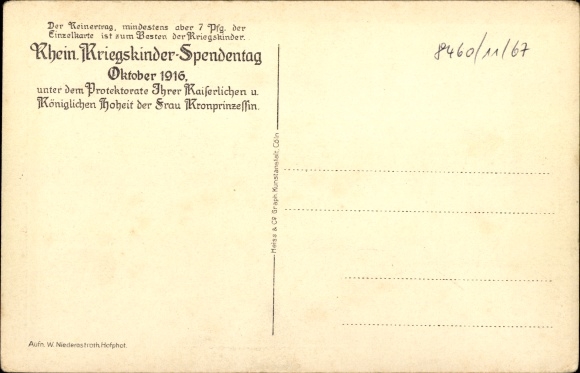 Der Reinertrag, mindestens aber 7 Pfg. der
Einzelkarte ist zum Besten der Kriegskinder.
Rhein. Kriegskinder-Spendentag
Oktober 1916.
unter dem Protektorate Ihrer Kaiserlichen u.
Königlichen Hoheit der Frau Kronprinzessin.
8460/11/67
Heiss & Co. Graph. Kunstanstalt, Cöln
Aufn. W. Niederastroth, Hofphot.